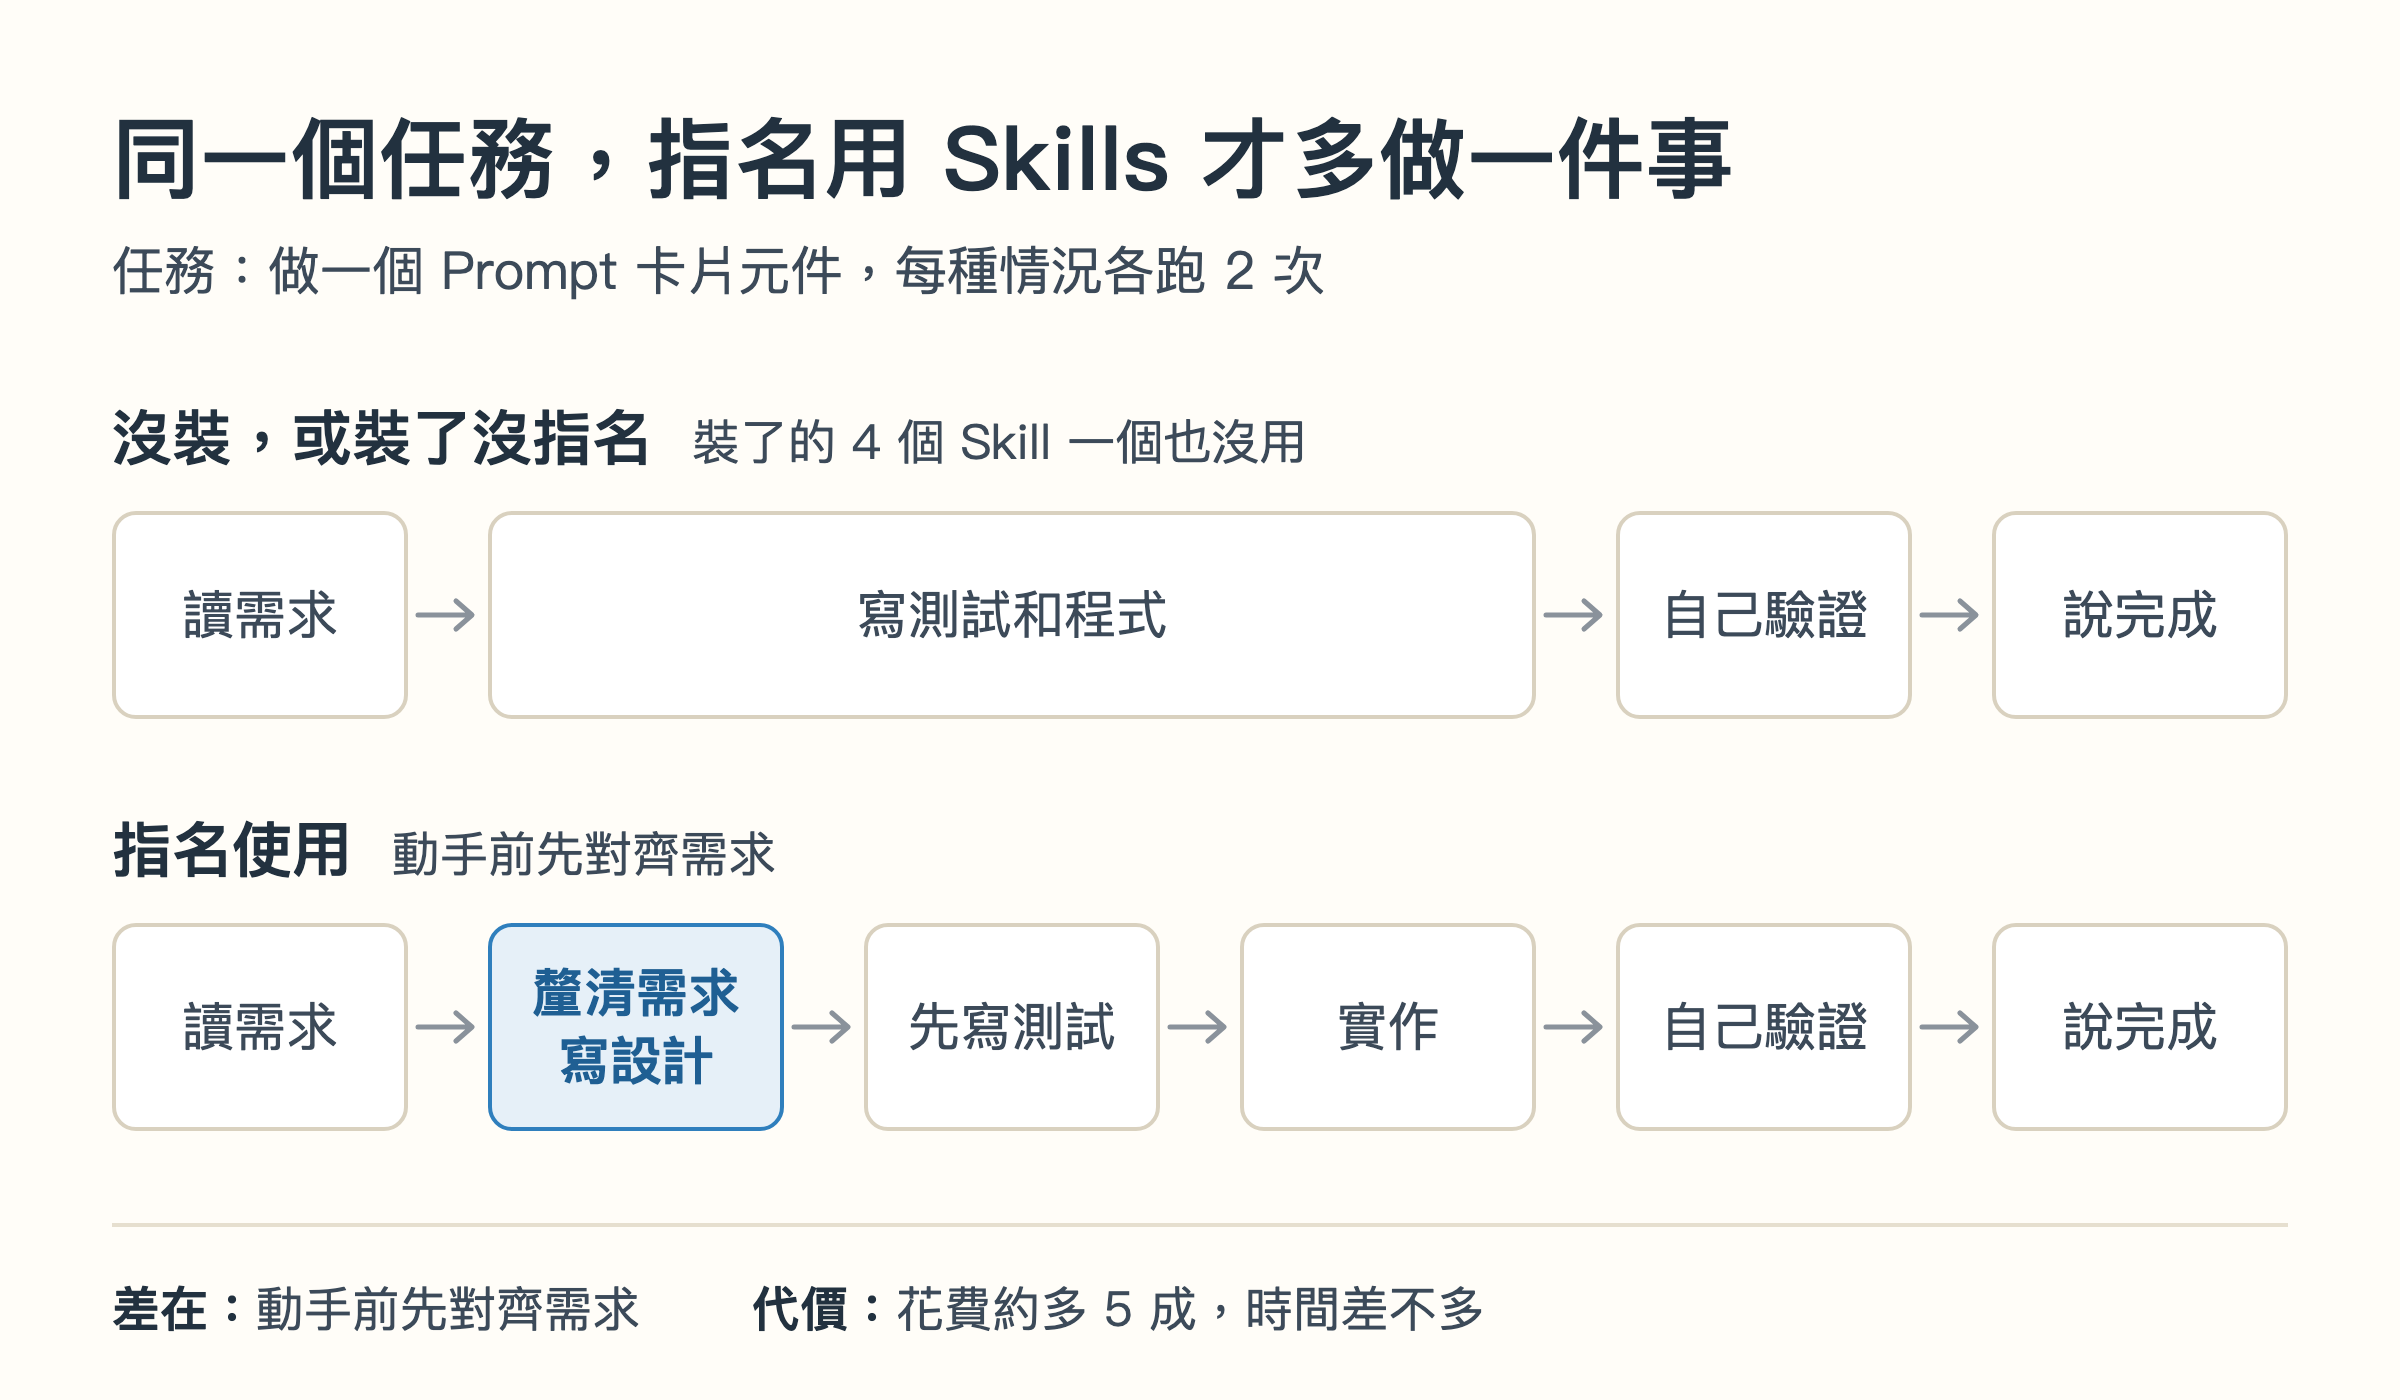 同一個任務，指名用 Skills 才多做一件事
任務：做一個 Prompt 卡片元件，每種情況各跑 2 次
沒裝，或裝了沒指名 裝了的 4 個 Skill 一個也沒用
讀需求
寫測試和程式
自己驗證
說完成
指名使用 動手前先對齊需求
讀需求
釐清需求
寫設計
先寫測試
實作
自己驗證
說完成
差在：動手前先對齊需求 代價：花費約多 5 成，時間差不多